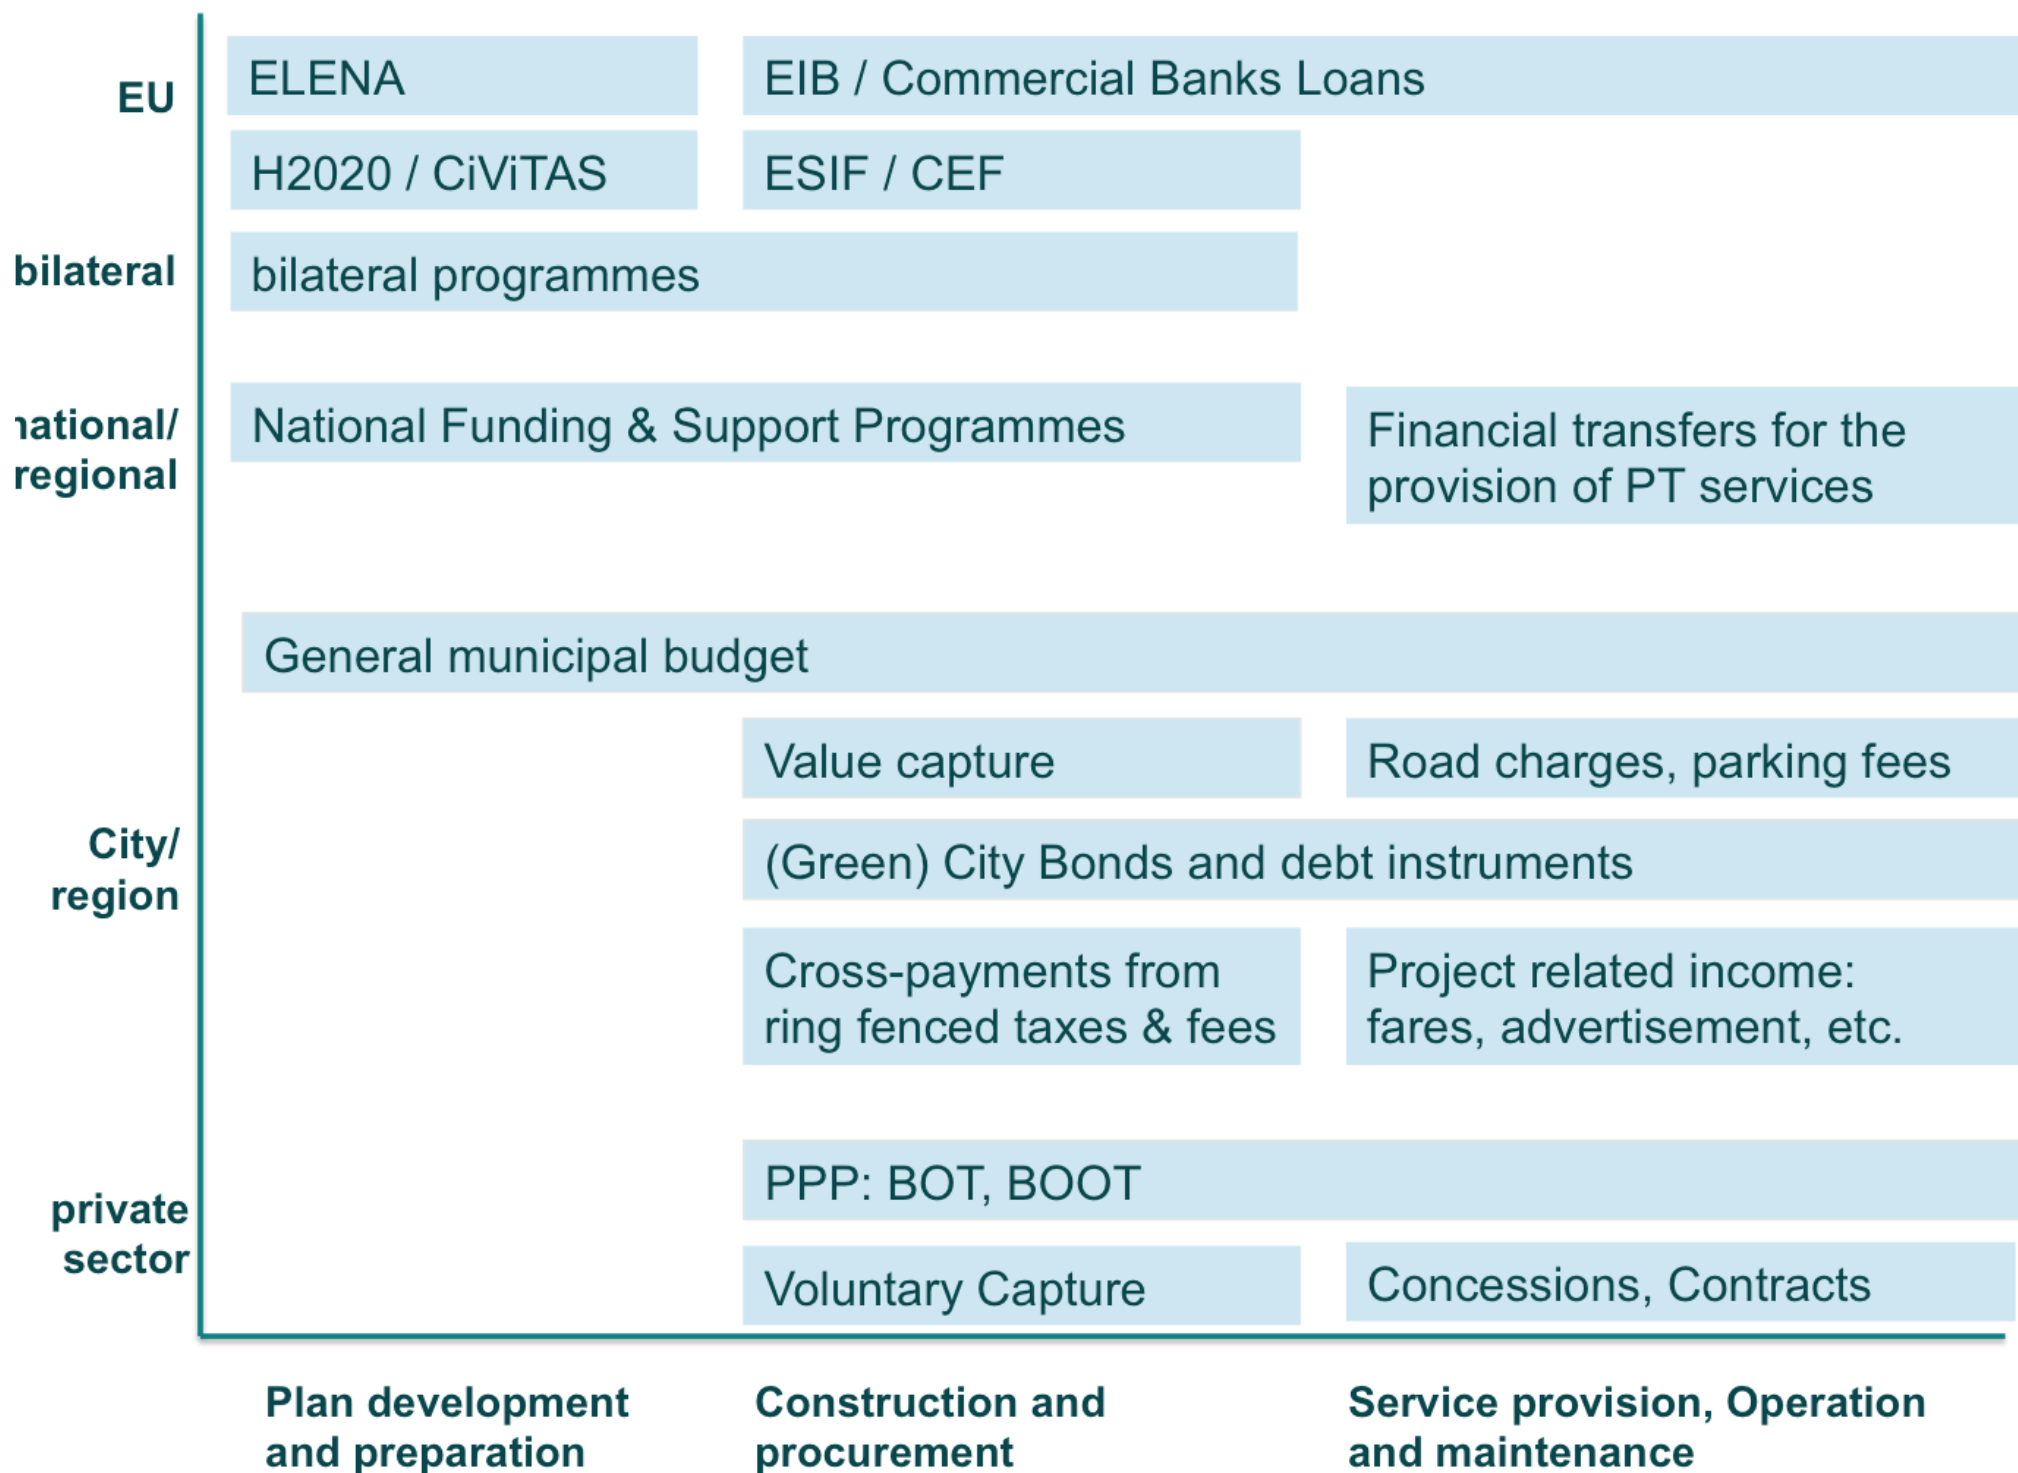 EU
ELENA
EIB / Commercial Banks Loans
H2020 / CiViTAS
ESIF / CEF
bilateral
bilateral programmes
national/
regional
National Funding & Support Programmes
Financial transfers for the
provision of PT services
General municipal budget
City/
region
Value capture
Road charges, parking fees
(Green) City Bonds and debt instruments
Cross-payments from
ring fenced taxes & fees
Project related income:
fares, advertisement, etc.
private
sector
PPP: BOT, BOOT
Voluntary Capture
Concessions, Contracts
Plan development
and preparation
Construction and
procurement
Service provision, Operation
and maintenance